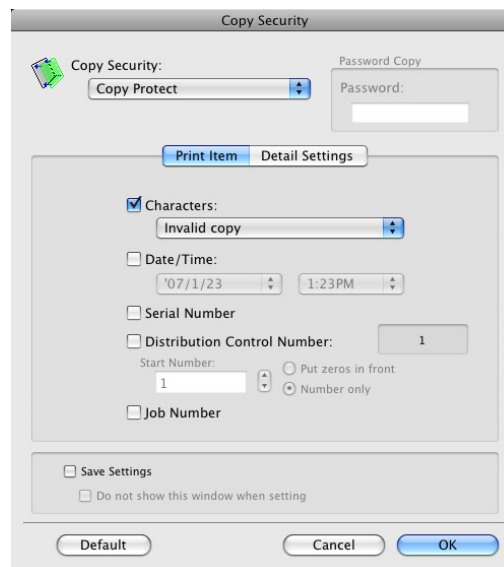 Copy Security
Copy Security:
Copy Protect
Password Copy
Password:
Print Item Detail Settings
Characters:
Invalid copy
Date/Time:
'07/1/23 1:23PM
Serial Number
Distribution Control Number: 1
Start Number:
1
Put zeros in front
Number only
Job Number
Save Settings
Do not show this window when setting
Default Cancel OK